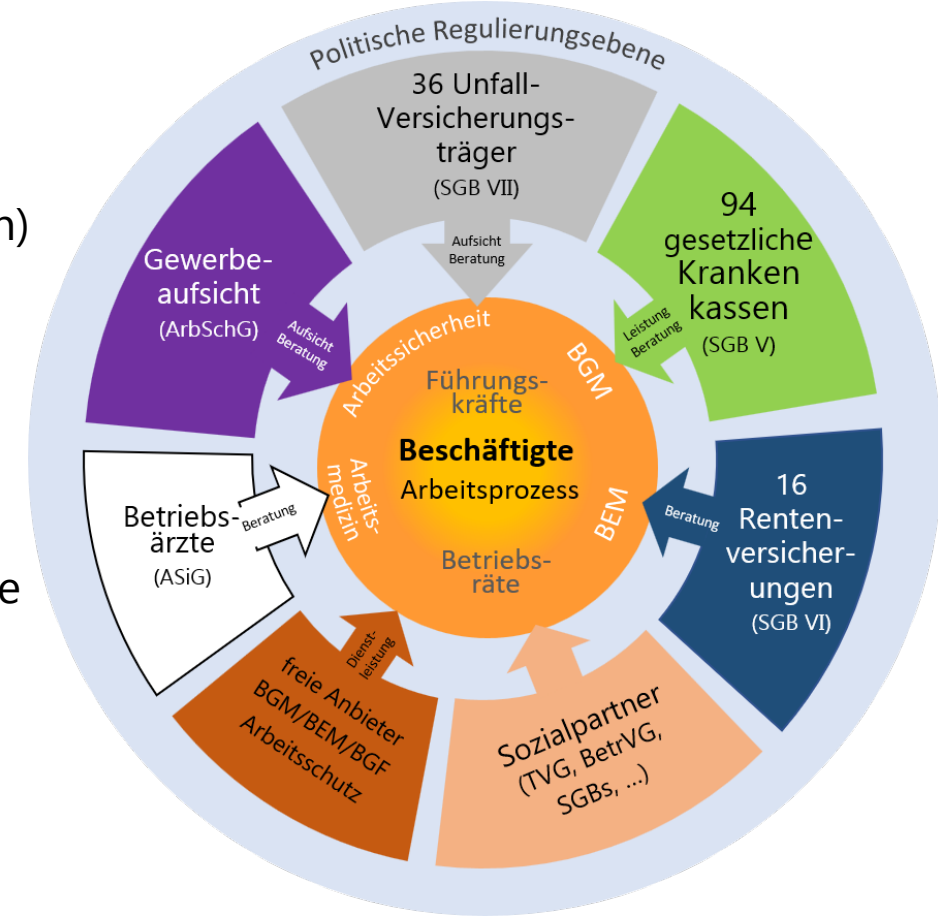 Politische Regulierungsebene
36 Unfall-
Versicherungs-
träger
(SGB VII)
Aufsicht
Beratung
94
gesetzliche
Kranken
kassen
(SGB V)
Leistung
Beratung
16
Renten-
versicher-
ungen
(SGB VI)
Beratung
Sozialpartner
(TVG, BetrVG,
SGBs, ...)
freie Anbieter
BGM/BEM/BGF
Arbeitsschutz
Dienst-
leistung
Betriebs-
ärzte
(ASiG)
Beratung
Gewerbe-
aufsicht
(ArbSchG)
Aufsicht
Beratung
Arbeitssicherheit
BGM
BEM
Arbeits-
medizin
Führungs-
kräfte
Beschäftigte
Arbeitsprozess
Betriebs-
räte
n)
e